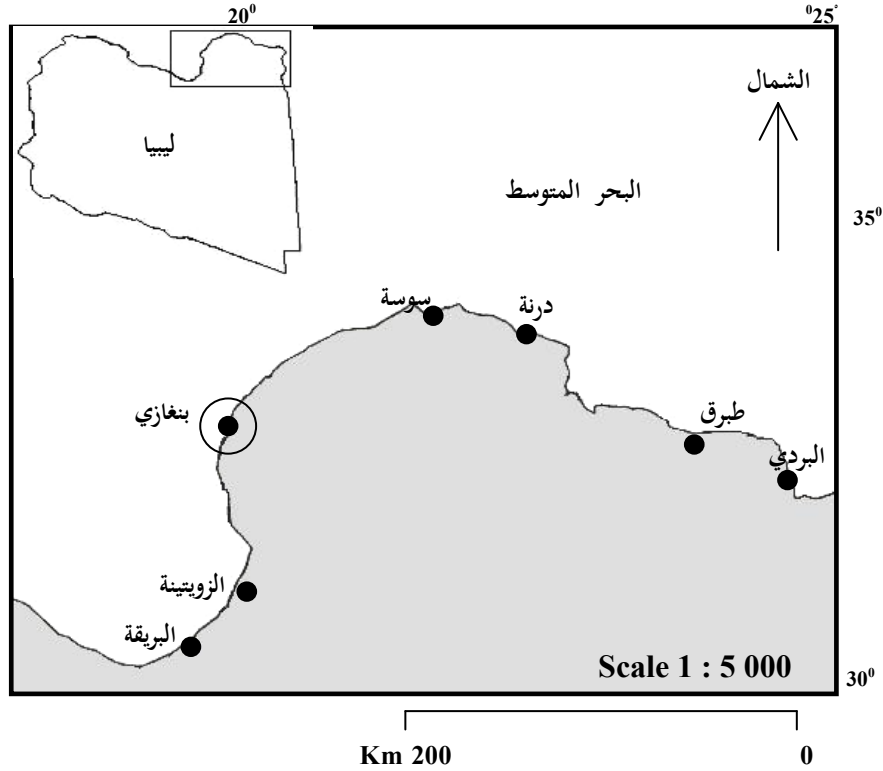 20⁰
⁰25
الشمال
ليبيا
البحر المتوسط
35⁰
سوسة
درنة
بنغازي
طبرق
البردي
الزويتينة
البريقة
Scale 1 : 5 000
30⁰
Km 200
0